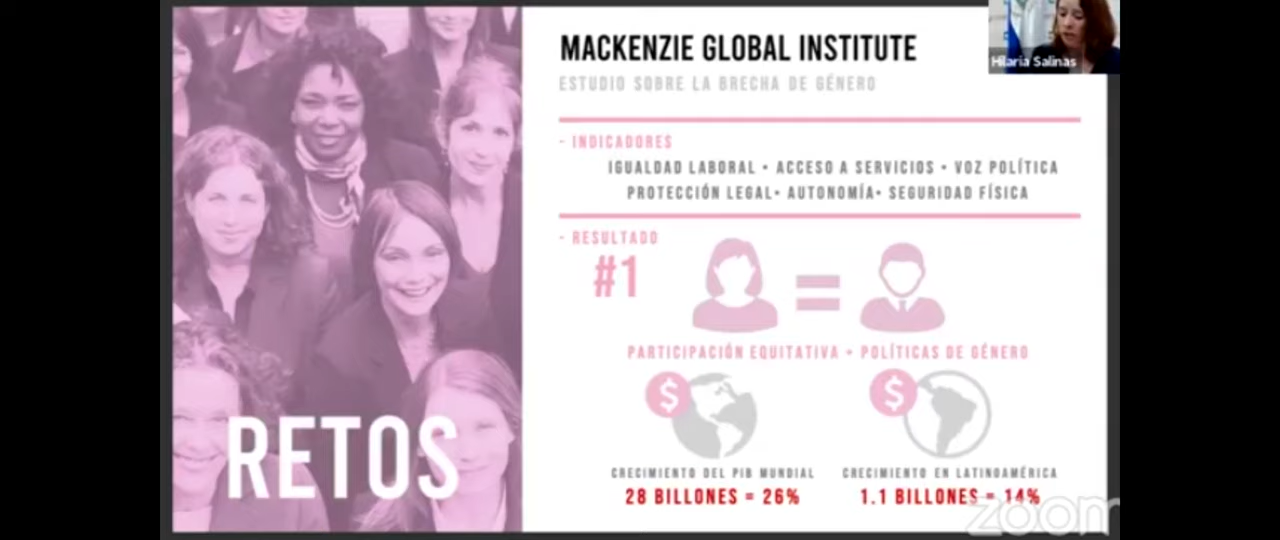 MACKENZIE GLOBAL INSTITUTE
ESTUDIO SOBRE LA BRECHA DE GÉNERO
Hilaria Salinas
- INDICADORES
IGUALDAD LABORAL • ACCESO A SERVICIOS • VOZ POLÍTICA
PROTECCIÓN LEGAL• AUTONOMÍA• SEGURIDAD FÍSICA
- RESULTADO
#1
=
PARTICIPACIÓN EQUITATIVA + POLÍTICAS DE GÉNERO
$ $
CRECIMIENTO DEL PIB MUNDIAL
28 BILLONES = 26%
CRECIMIENTO EN LATINOAMÉRICA
1.1 BILLONES = 14%
RETOS
zoom